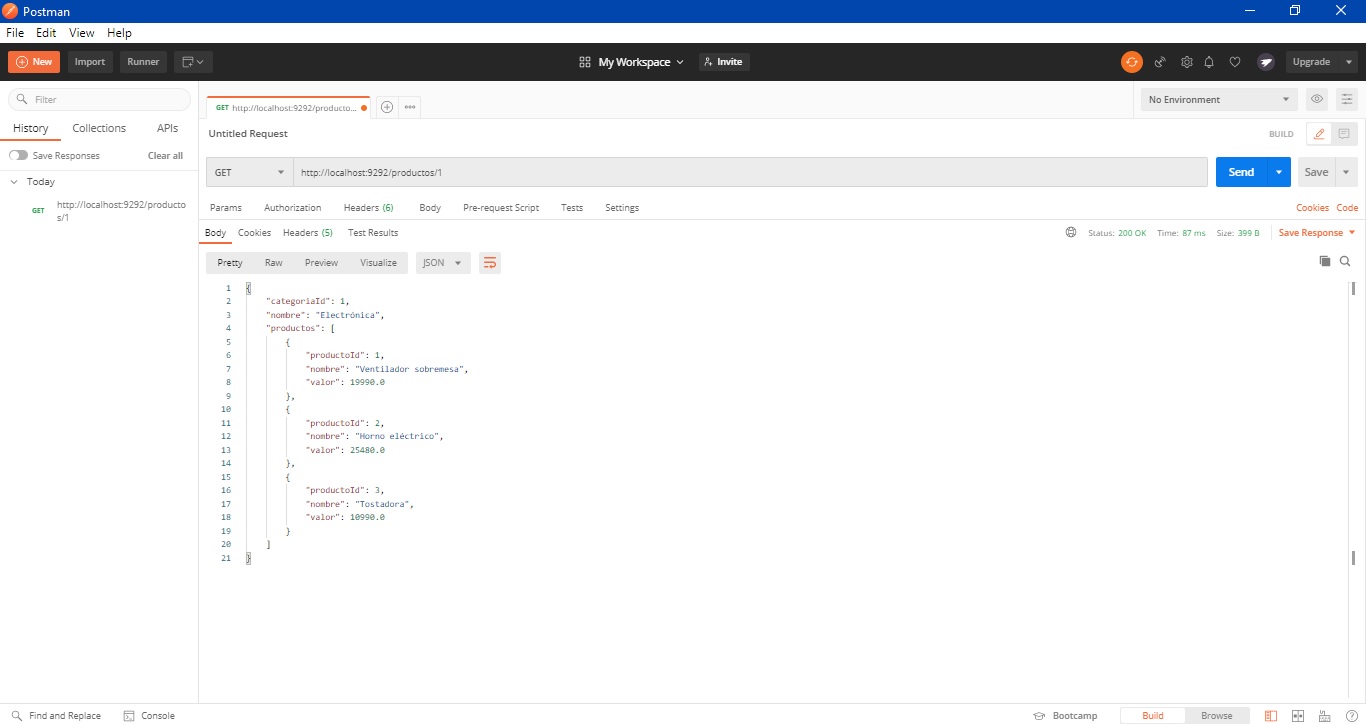 Postman
File Edit View Help
New Import Runner My Workspace Invite Upgrade
Filter
History Collections APIs
Save Responses Clear all
Today
GET http://localhost:9292/producto
s/1
GET http://localhost:9292/producto... No Environment
Untitled Request BUILD
GET http://localhost:9292/productos/1 Send Save
Params Authorization Headers (6) Body Pre-request Script Tests Settings Cookies Code
Body Cookies Headers (5) Test Results Status: 200 OK Time: 87 ms Size: 399 B Save Response
Pretty Raw Preview Visualize JSON
1 {
2 "categoriaId": 1,
3 "nombre": "Electrónica",
4 "productos": [
5 {
6 "productoId": 1,
7 "nombre": "Ventilador sobremesa",
8 "valor": 19990.0
9 },
10 {
11 "productoId": 2,
12 "nombre": "Horno eléctrico",
13 "valor": 25480.0
14 },
15 {
16 "productoId": 3,
17 "nombre": "Tostadora",
18 "valor": 10990.0
19 }
20 ]
21 }
Find and Replace Console Bootcamp Build Browse